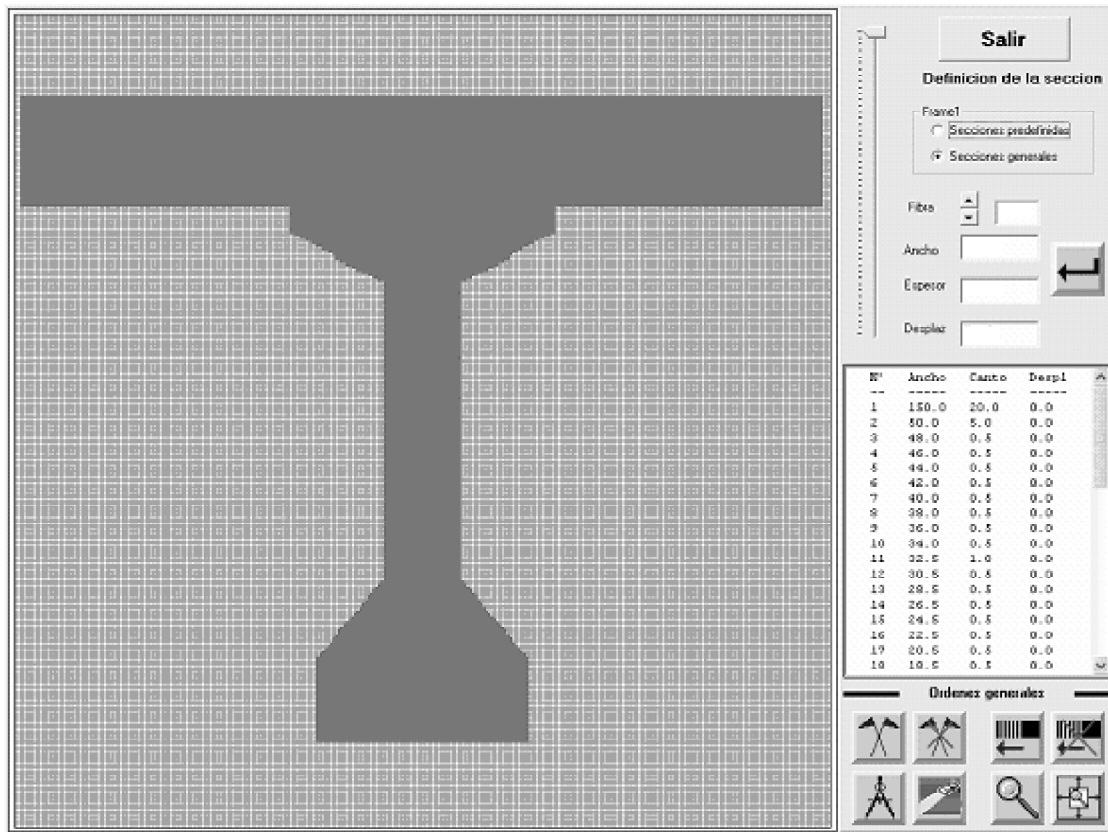 Salir
Definicion de la seccion
Frame1
Secciones predefinidas
Secciones generales
Fibra
Ancho
Espesor
Desplaz
Nº Ancho Canto Despl
-- ----- ----- -----
1 150.0 20.0 0.0
2 50.0 5.0 0.0
3 48.0 0.5 0.0
4 46.0 0.5 0.0
5 44.0 0.5 0.0
6 42.0 0.5 0.0
7 40.0 0.5 0.0
8 38.0 0.5 0.0
9 36.0 0.5 0.0
10 34.0 0.5 0.0
11 32.5 1.0 0.0
12 30.5 0.5 0.0
13 28.5 0.5 0.0
14 26.5 0.5 0.0
15 24.5 0.5 0.0
16 22.5 0.5 0.0
17 20.5 0.5 0.0
18 18.5 0.5 0.0
Ordenes generales